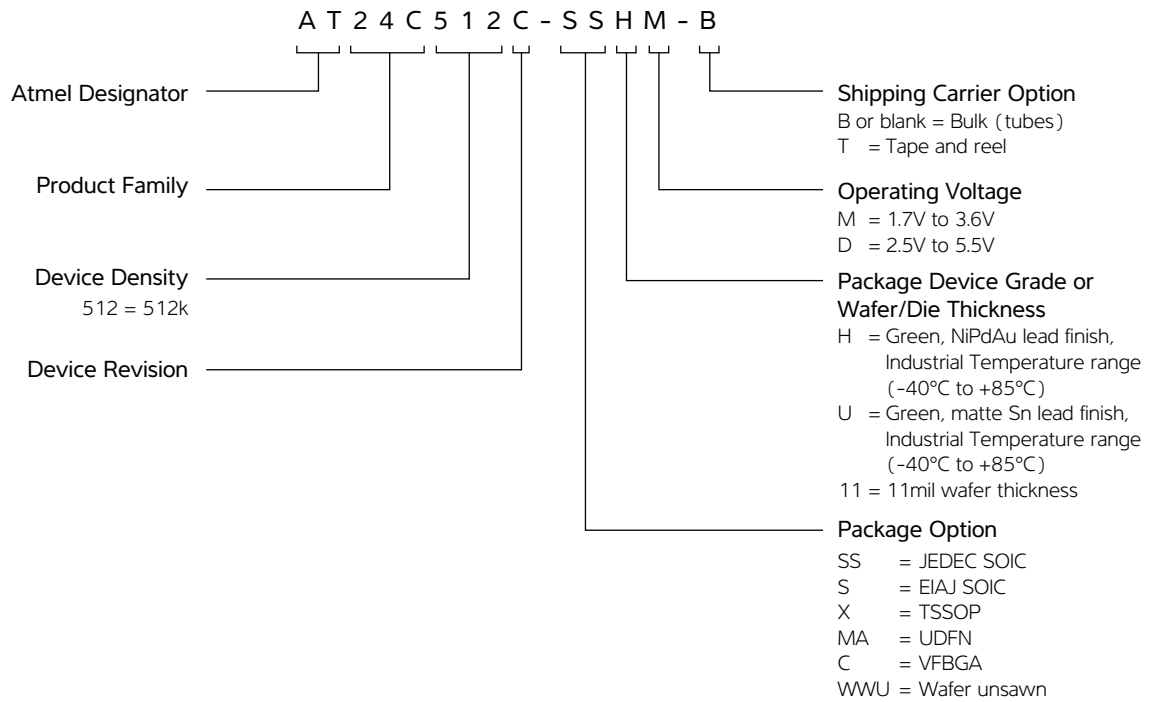 A T 2 4 C 5 1 2 C - S S H M - B
Atmel Designator
Product Family
Device Density
512 = 512k
Device Revision
Shipping Carrier Option
B or blank = Bulk (tubes)
T = Tape and reel
Operating Voltage
M = 1.7V to 3.6V
D = 2.5V to 5.5V
Package Device Grade or
Wafer/Die Thickness
H = Green, NiPdAu lead finish,
Industrial Temperature range
(-40°C to +85°C)
U = Green, matte Sn lead finish,
Industrial Temperature range
(-40°C to +85°C)
11 = 11mil wafer thickness
Package Option
SS = JEDEC SOIC
S = EIAJ SOIC
X = TSSOP
MA = UDFN
C = VFBGA
WWU = Wafer unsawn